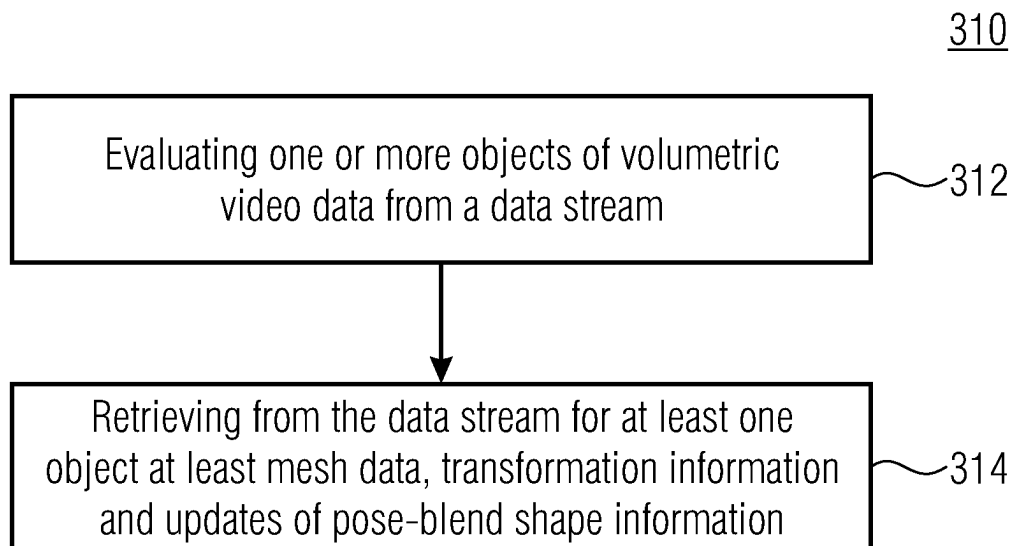 310
Evaluating one or more objects of volumetric
video data from a data stream
312
Retrieving from the data stream for at least one
object at least mesh data, transformation information
and updates of pose-blend shape information
314